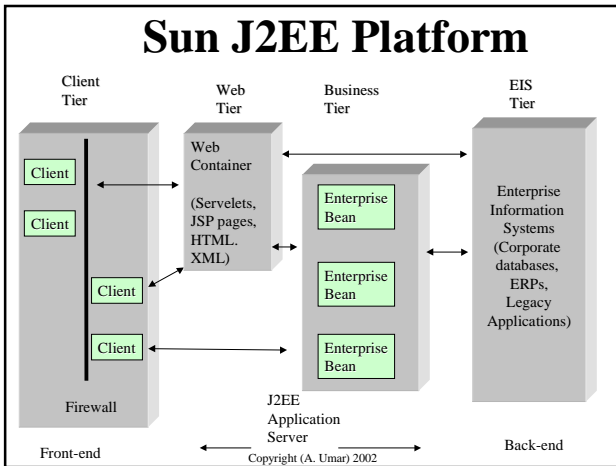 Sun J2EE Platform
Client
Tier
Web
Tier
Business
Tier
EIS
Tier
Client
Client
Client
Client
Firewall
Web
Container
(Servelets,
JSP pages,
HTML.
XML)
Enterprise
Bean
Enterprise
Bean
Enterprise
Bean
Enterprise
Information
Systems
(Corporate
databases,
ERPs,
Legacy
Applications)
J2EE
Application
Server
Front-end
Copyright (A. Umar) 2002
Back-end